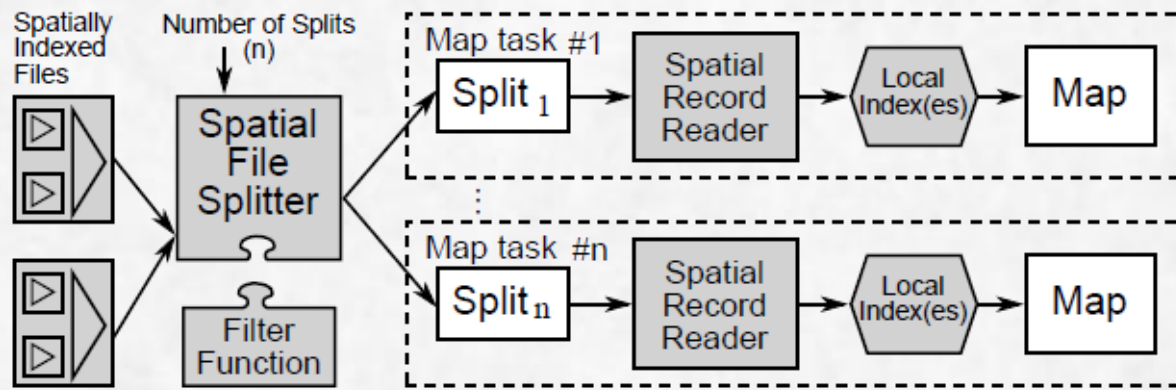 Spatially
Indexed
Files
Number of Splits
(n)
Spatial
File
Splitter
Filter
Function
Map task #1
Split 1
Spatial
Record
Reader
Local
Index(es)
Map
⋮
Map task #n
Split n
Spatial
Record
Reader
Local
Index(es)
Map